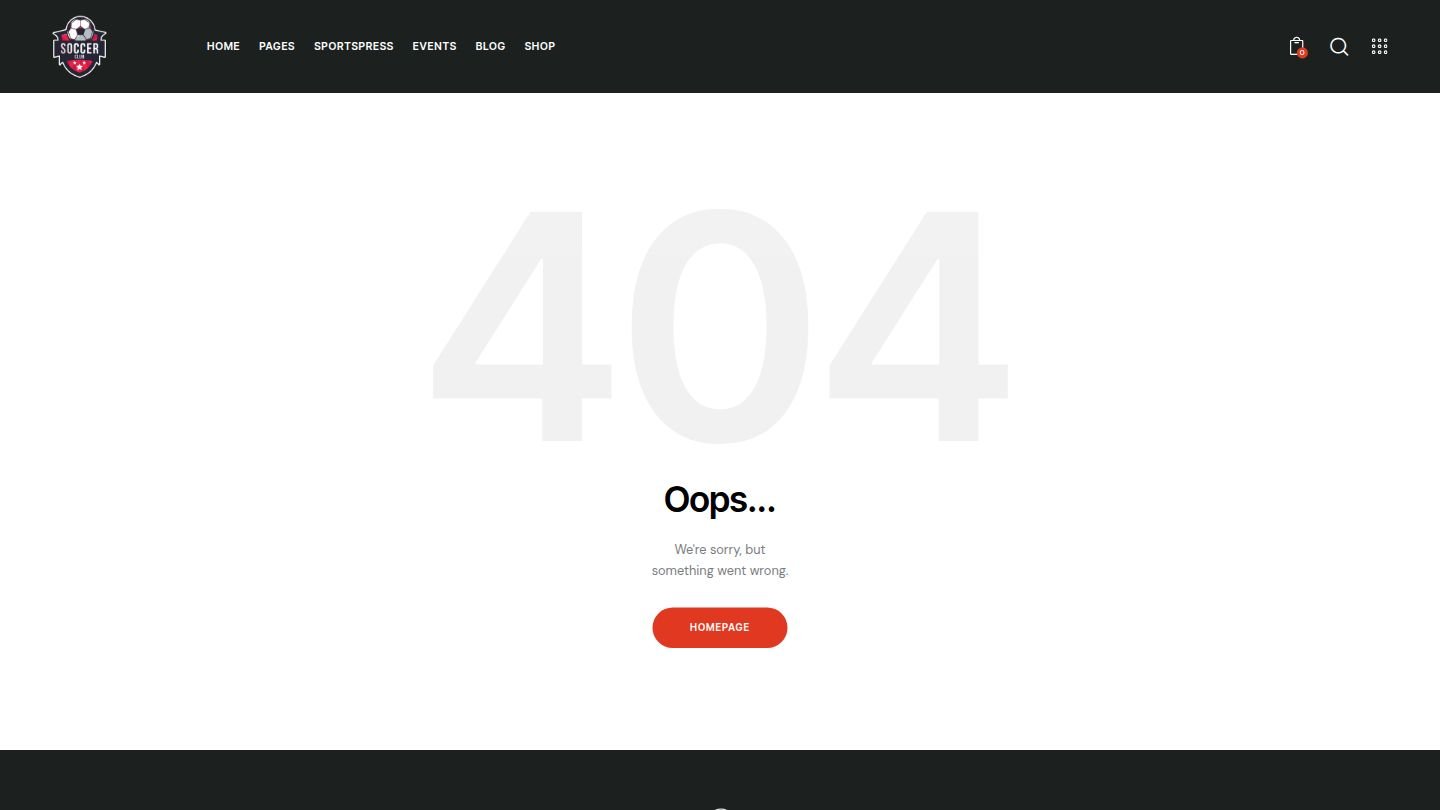 SOCCER
CLUB
HOME PAGES SPORTSPRESS EVENTS BLOG SHOP
0
404
Oops...
We're sorry, but
something went wrong.
HOMEPAGE